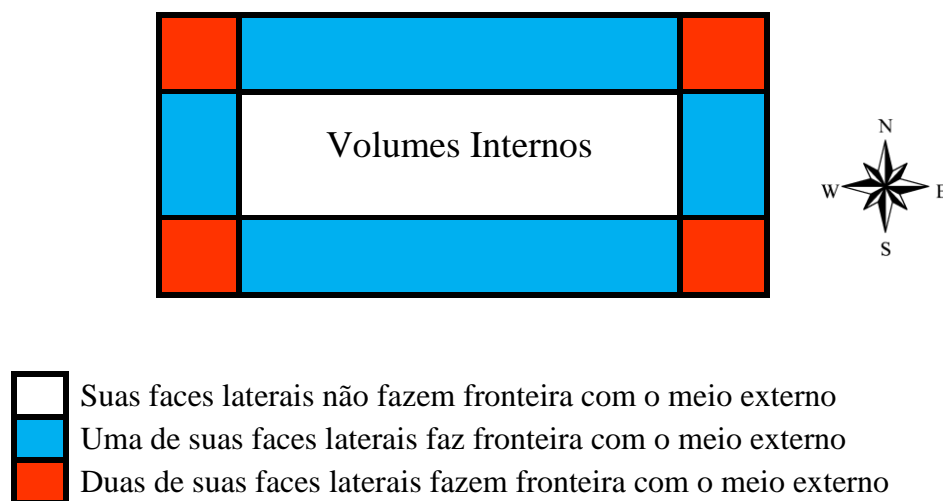 Volumes Internos
N
W
E
S
Suas faces laterais não fazem fronteira com o meio externo
Uma de suas faces laterais faz fronteira com o meio externo
Duas de suas faces laterais fazem fronteira com o meio externo